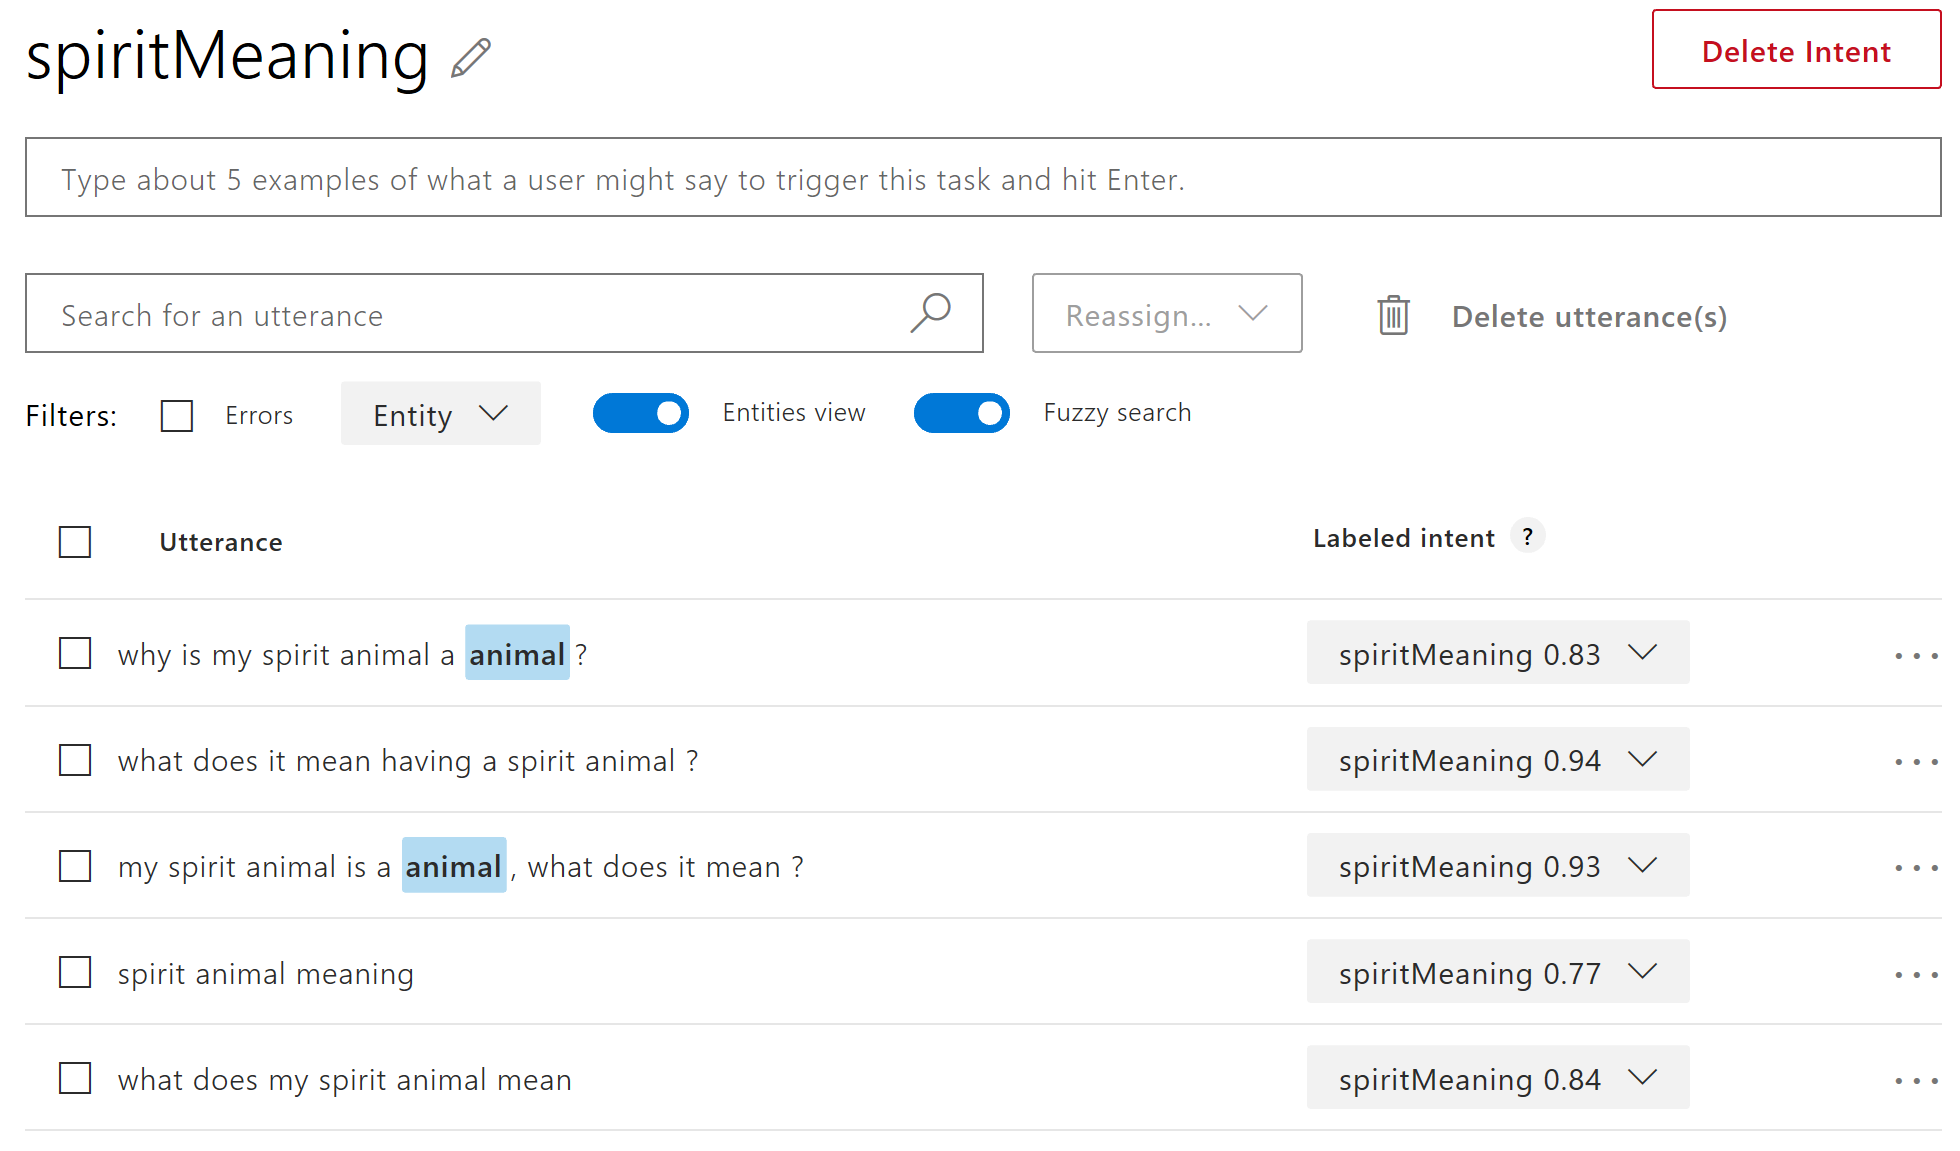 spiritMeaning
Delete Intent
Type about 5 examples of what a user might say to trigger this task and hit Enter.
Search for an utterance
Reassign...
Delete utterance(s)
Filters:
Errors
Entity
Entities view
Fuzzy search
Utterance
Labeled intent ?
why is my spirit animal a animal ?
spiritMeaning 0.83
what does it mean having a spirit animal ?
spiritMeaning 0.94
my spirit animal is a animal , what does it mean ?
spiritMeaning 0.93
spirit animal meaning
spiritMeaning 0.77
what does my spirit animal mean
spiritMeaning 0.84